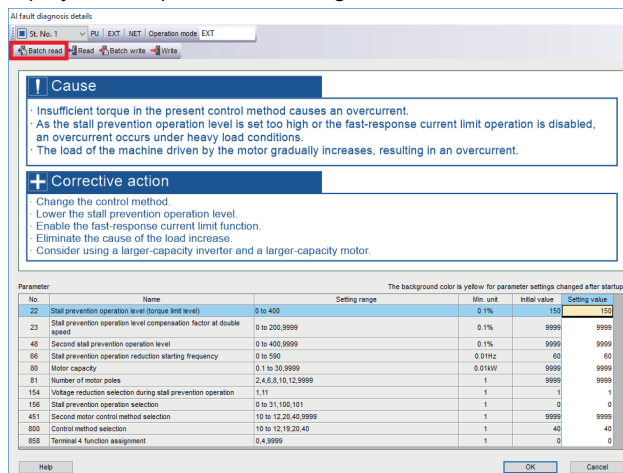 AI fault diagnosis details
St. No. 1 PU EXT NET Operation mode EXT
Batch read Read Batch write Write
! Cause
· Insufficient torque in the present control method causes an overcurrent.
· As the stall prevention operation level is set too high or the fast-response current limit operation is disabled,
an overcurrent occurs under heavy load conditions.
· The load of the machine driven by the motor gradually increases, resulting in an overcurrent.
+ Corrective action
· Change the control method.
· Lower the stall prevention operation level.
· Enable the fast-response current limit function.
· Eliminate the cause of the load increase.
· Consider using a larger-capacity inverter and a larger-capacity motor.
Parameter The background color is yellow for parameter settings changed after startup
No. Name Setting range Min. unit Initial value Setting value
22 Stall prevention operation level (torque limit level) 0 to 400 0.1% 150 150
23 Stall prevention operation level compensation factor at double
speed 0 to 200,9999 0.1% 9999 9999
48 Second stall prevention operation level 0 to 400,9999 0.1% 9999 9999
66 Stall prevention operation reduction starting frequency 0 to 590 0.01Hz 60 60
80 Motor capacity 0.1 to 30,9999 0.01kW 9999 9999
81 Number of motor poles 2,4,6,8,10,12,9999 1 9999 9999
154 Voltage reduction selection during stall prevention operation 0,1,10,11 1 1 1
156 Stall prevention operation selection 0 to 31,100,101 1 0 0
451 Second motor control method selection 10 to 12,20,40,9999 1 9999 9999
800 Control method selection 10 to 12,19,20,40 1 40 40
858 Terminal 4 function assignment 0,4,9999 1 0 0
Help OK Cancel